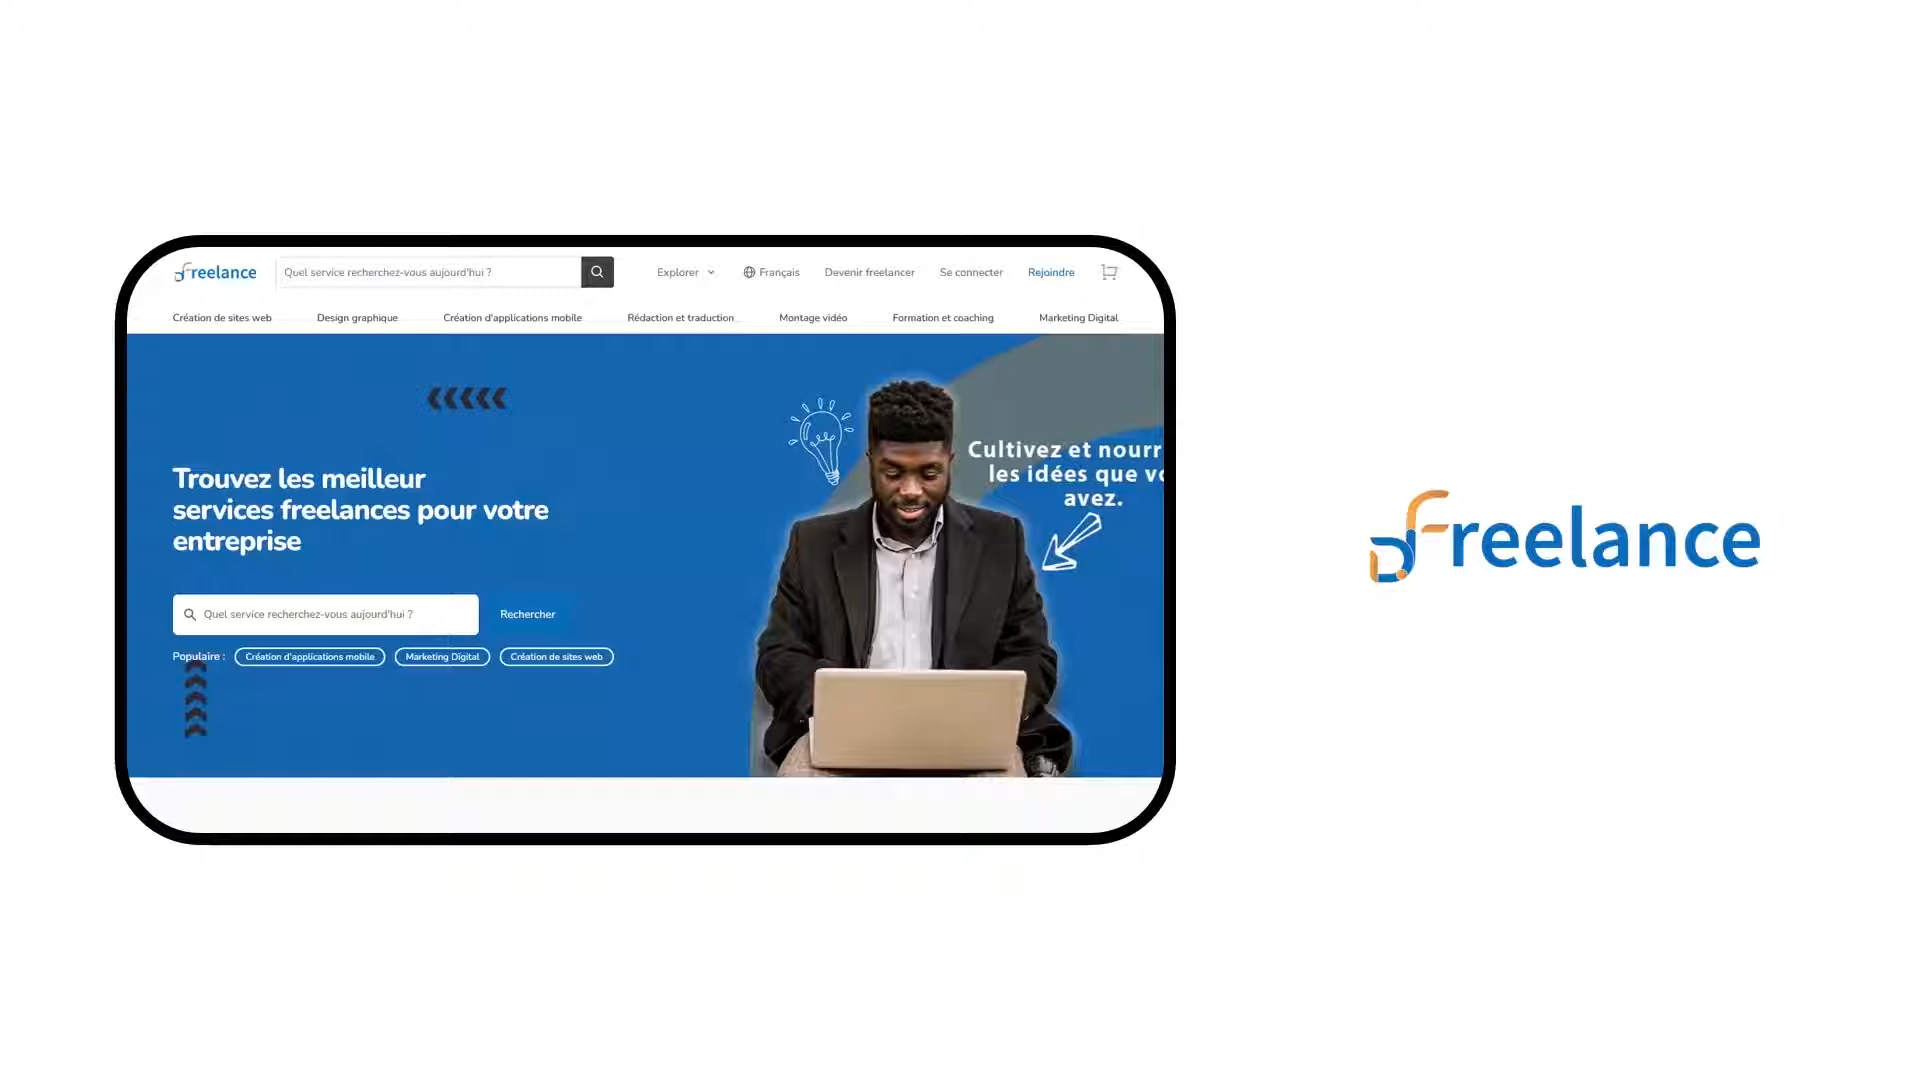 Freelance
Quel service recherchez-vous aujourd'hui ?
Explorer
Français
Devenir freelancer
Se connecter
Rejoindre
Création de sites web
Design graphique
Création d'applications mobile
Rédaction et traduction
Montage vidéo
Formation et coaching
Marketing Digital
Trouvez les meilleur
services freelances pour votre
entreprise
Quel service recherchez-vous aujourd'hui ?
Rechercher
Populaire :
Création d'applications mobile
Marketing Digital
Création de sites web
Cultivez et nourr
les idées que vo
avez.
DFreelance